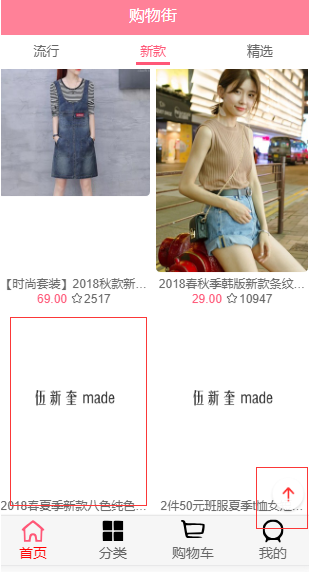 购物街
流行 新款 精选
【时尚套装】2018秋款新... 2018春秋季韩版新款条纹...
69.00 2517 29.00 10947
伍新奎 made 伍新奎 made
2018春夏季新款八色纯色... 2件50元班服夏季t恤女短...
首页 分类 购物车 我的